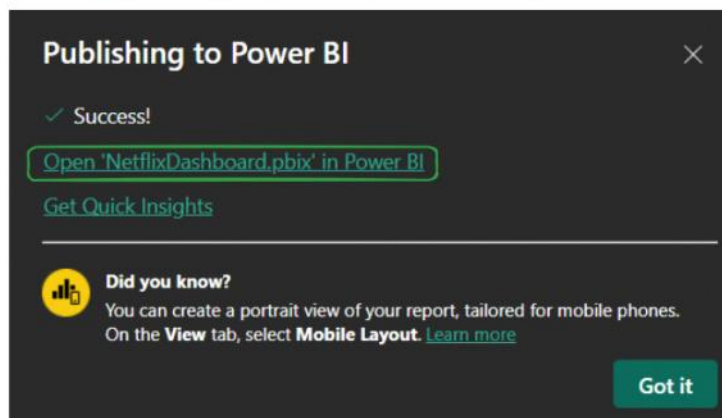 Publishing to Power BI
Success!
Open 'NetflixDashboard.pbix' in Power BI
Get Quick Insights
Did you know?
You can create a portrait view of your report, tailored for mobile phones.
On the View tab, select Mobile Layout. Learn more
Got it